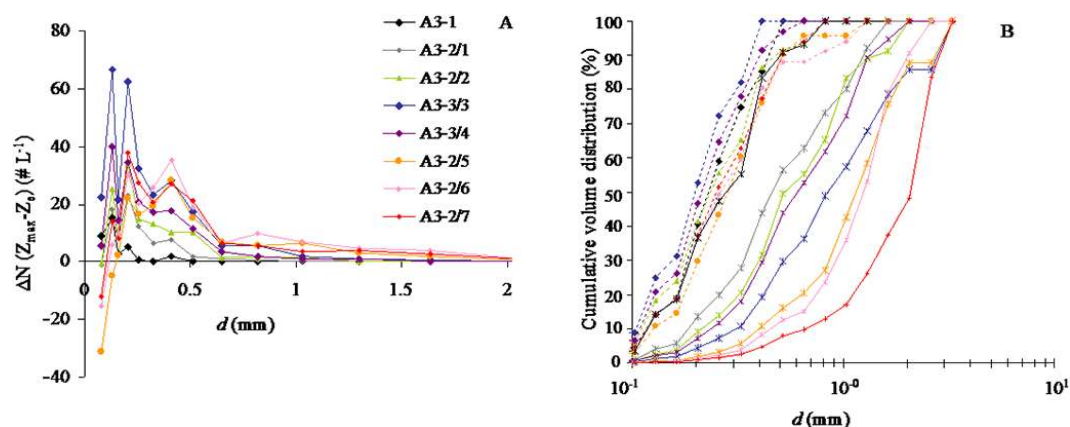 A
80
60
40
20
0
-20
-40
0
0.5
1
1.5
2
ΔN (Zmax-Z0) (# L-1)
d (mm)
A3-1
A3-2/1
A3-2/2
A3-3/3
A3-3/4
A3-2/5
A3-2/6
A3-2/7
B
100
90
80
70
60
50
40
30
20
10
0
10-1
10-0
101
Cumulative volume distribution (%)
d (mm)